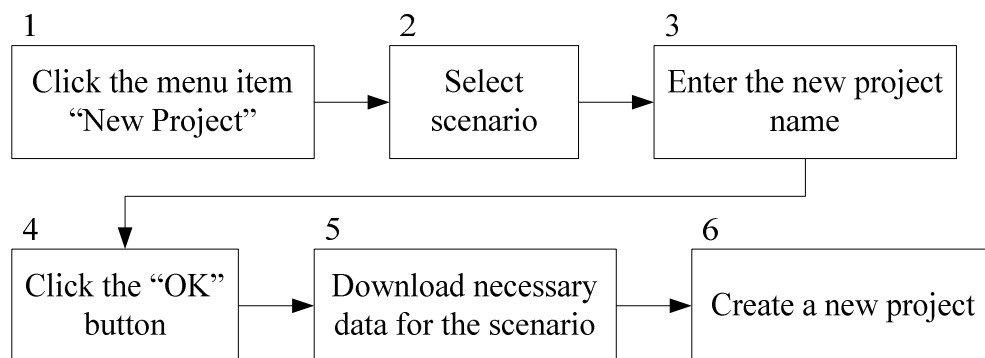 1
Click the menu item
“New Project”
2
Select
scenario
3
Enter the new project
name
4
Click the “OK”
button
5
Download necessary
data for the scenario
6
Create a new project